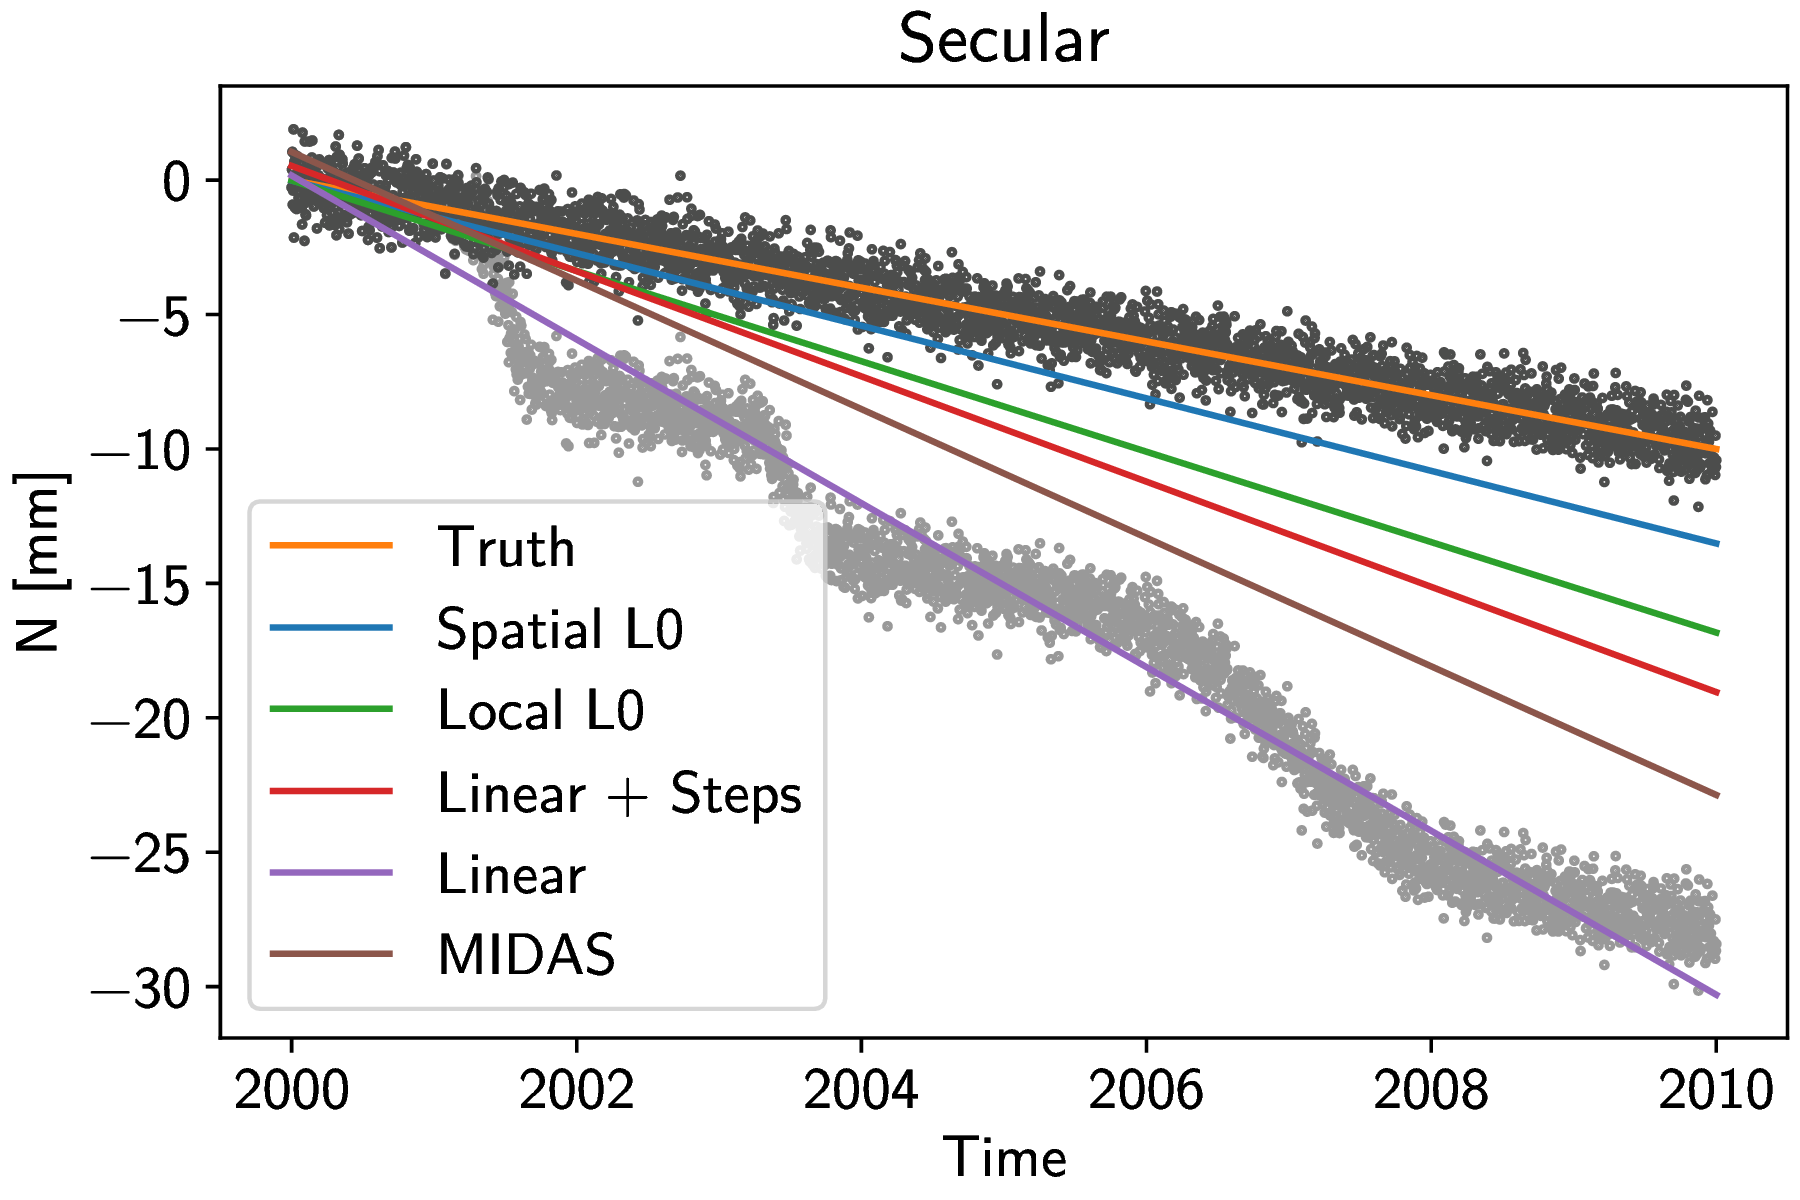 Secular
N [mm]
0
−5
−10
−15
−20
−25
−30
Truth
Spatial L0
Local L0
Linear + Steps
Linear
MIDAS
2000 2002 2004 2006 2008 2010
Time